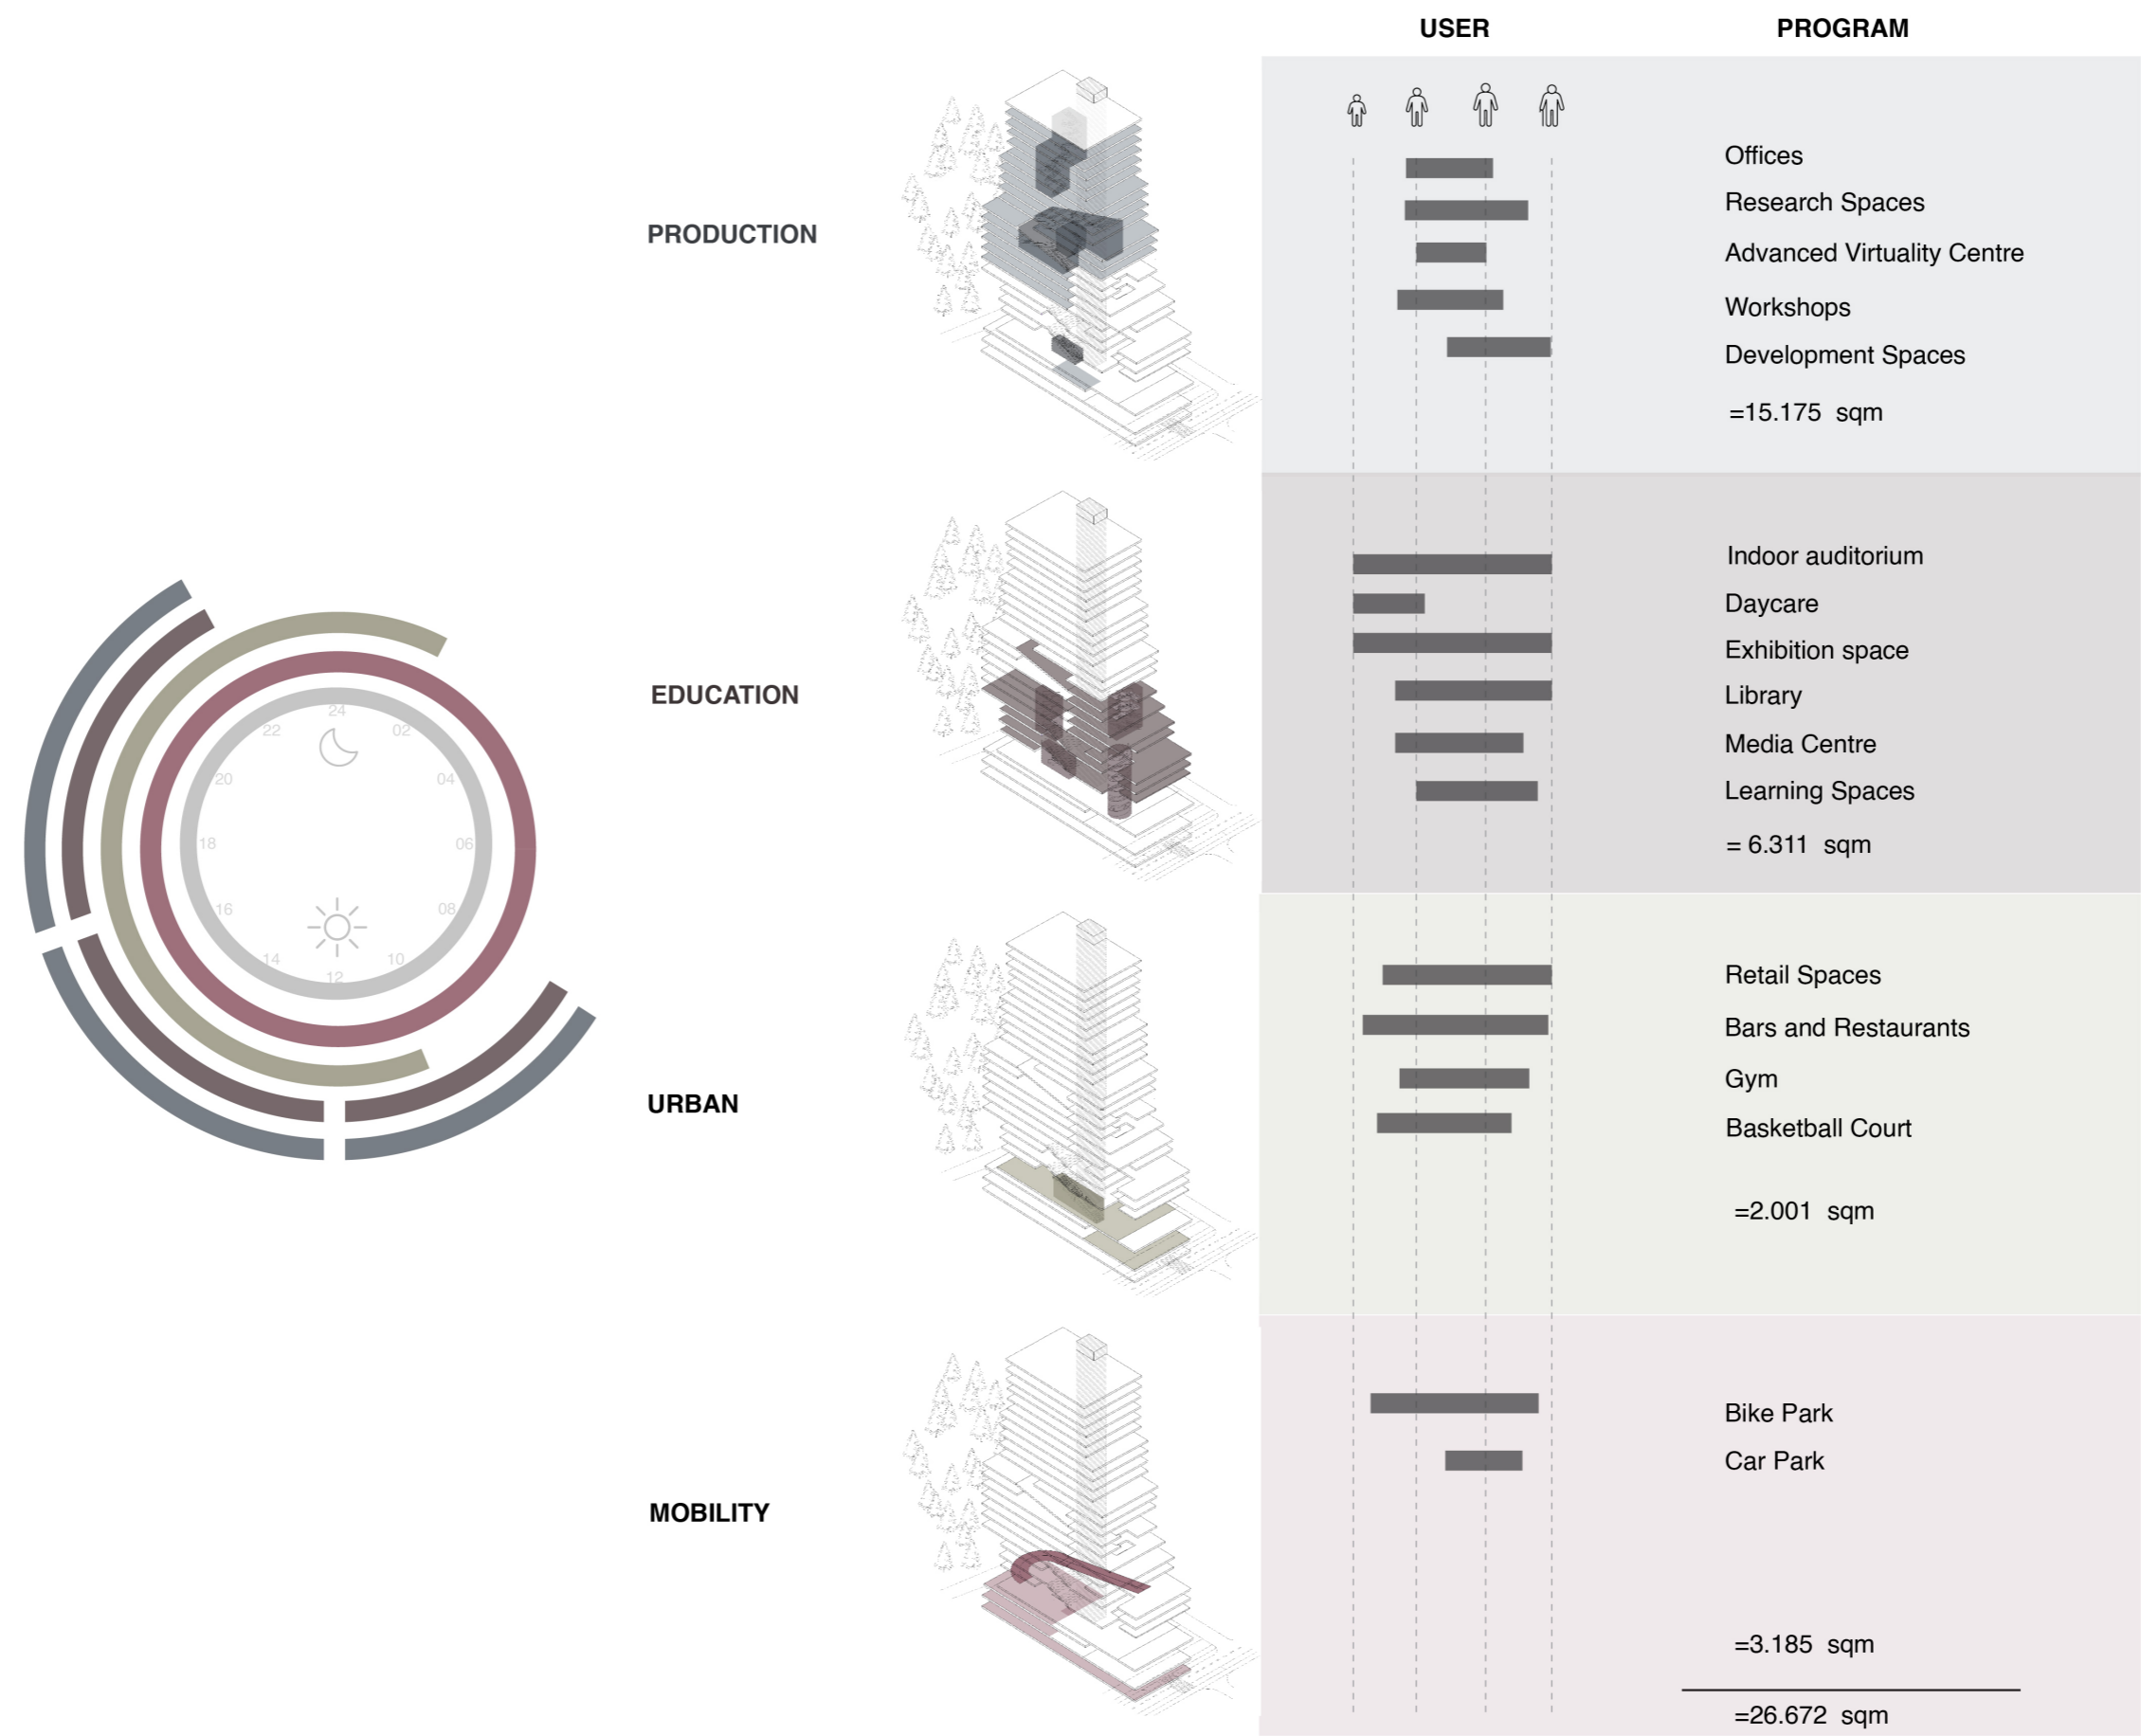 USER PROGRAM
PRODUCTION
Offices
Research Spaces
Advanced Virtuality Centre
Workshops
Development Spaces
=15.175 sqm
EDUCATION
Indoor auditorium
Daycare
Exhibition space
Library
Media Centre
Learning Spaces
= 6.311 sqm
24
22
02
20
04
18
06
16
08
14
10
12
URBAN
Retail Spaces
Bars and Restaurants
Gym
Basketball Court
=2.001 sqm
MOBILITY
Bike Park
Car Park
=3.185 sqm
=26.672 sqm